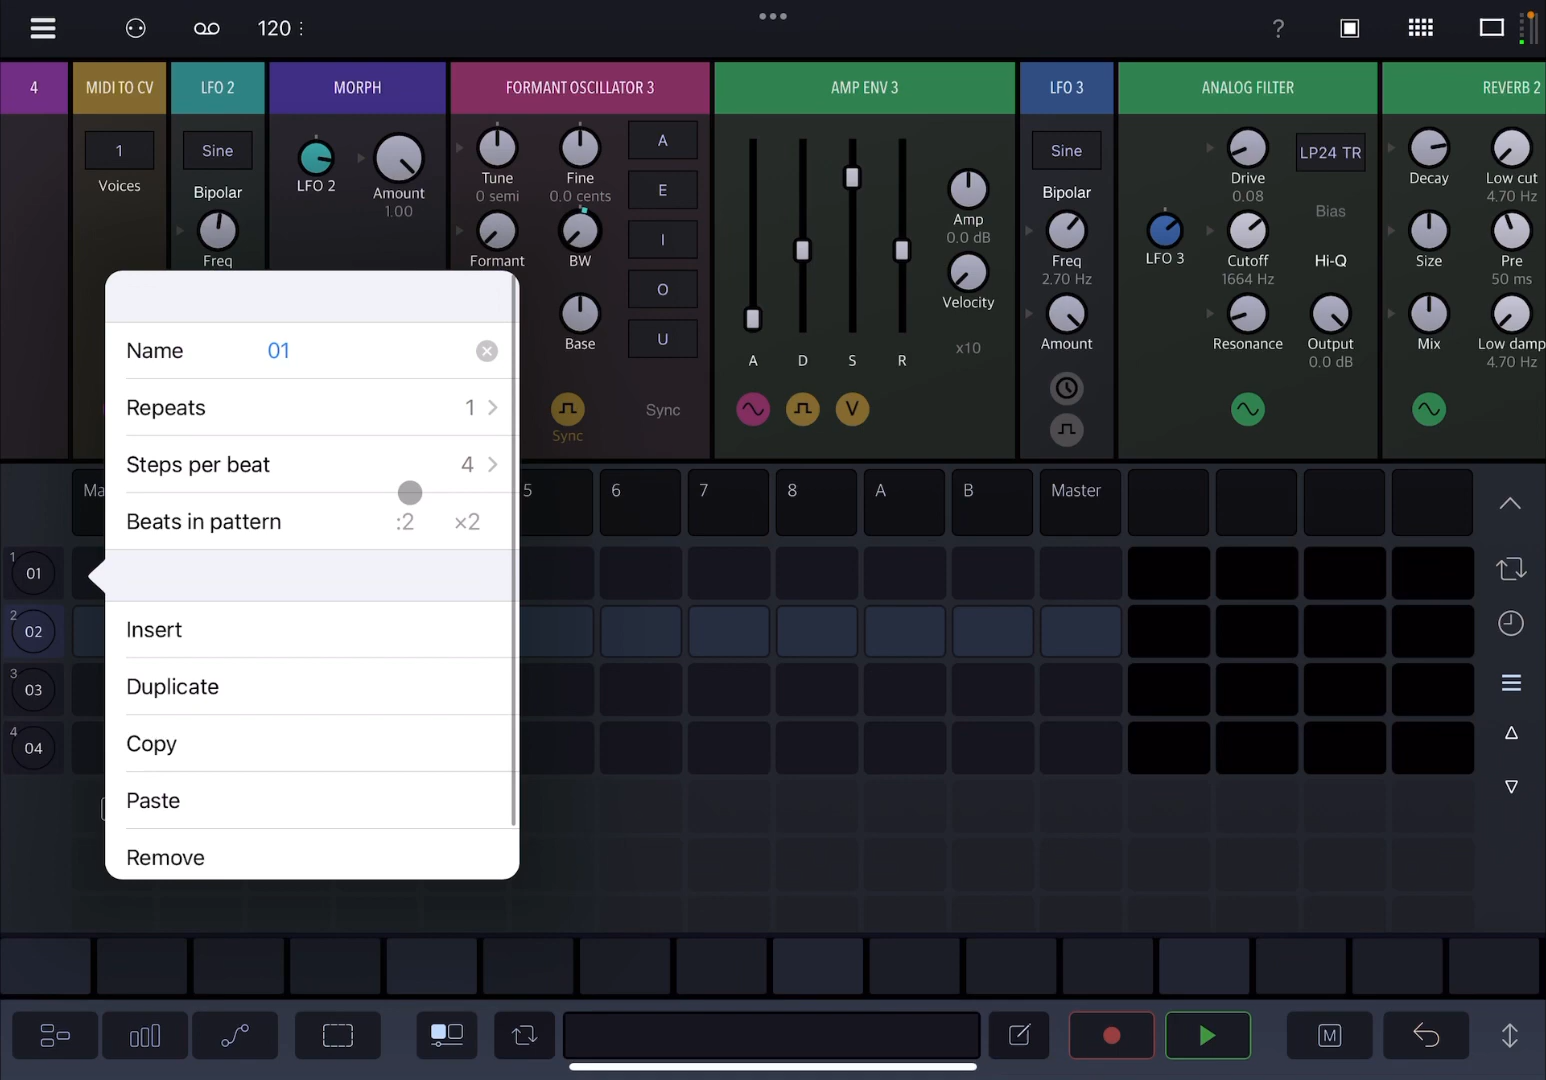 120
?
4
MIDI TO CV
LFO 2
MORPH
FORMANT OSCILLATOR 3
AMP ENV 3
LFO 3
ANALOG FILTER
REVERB 2
1
Voices
Sine
Bipolar
Freq
LFO 2
Amount
1.00
Tune
0 semi
Fine
0.0 cents
Formant
BW
Base
Sync
Sync
A
E
I
O
U
A
D
S
R
Amp
0.0 dB
Velocity
x10
V
Sine
Bipolar
Freq
2.70 Hz
Amount
LFO 3
Drive
0.08
Cutoff
1664 Hz
Resonance
LP24 TR
Bias
Hi-Q
Output
0.0 dB
Decay
Size
Mix
Low cut
4.70 Hz
Pre
50 ms
Low damp
4.70 Hz
Name 01
Repeats 1
Steps per beat 4
Beats in pattern :2 ×2
Insert
Duplicate
Copy
Paste
Remove
Ma
5
6
7
8
A
B
Master
1
01
2
02
3
03
4
04
M